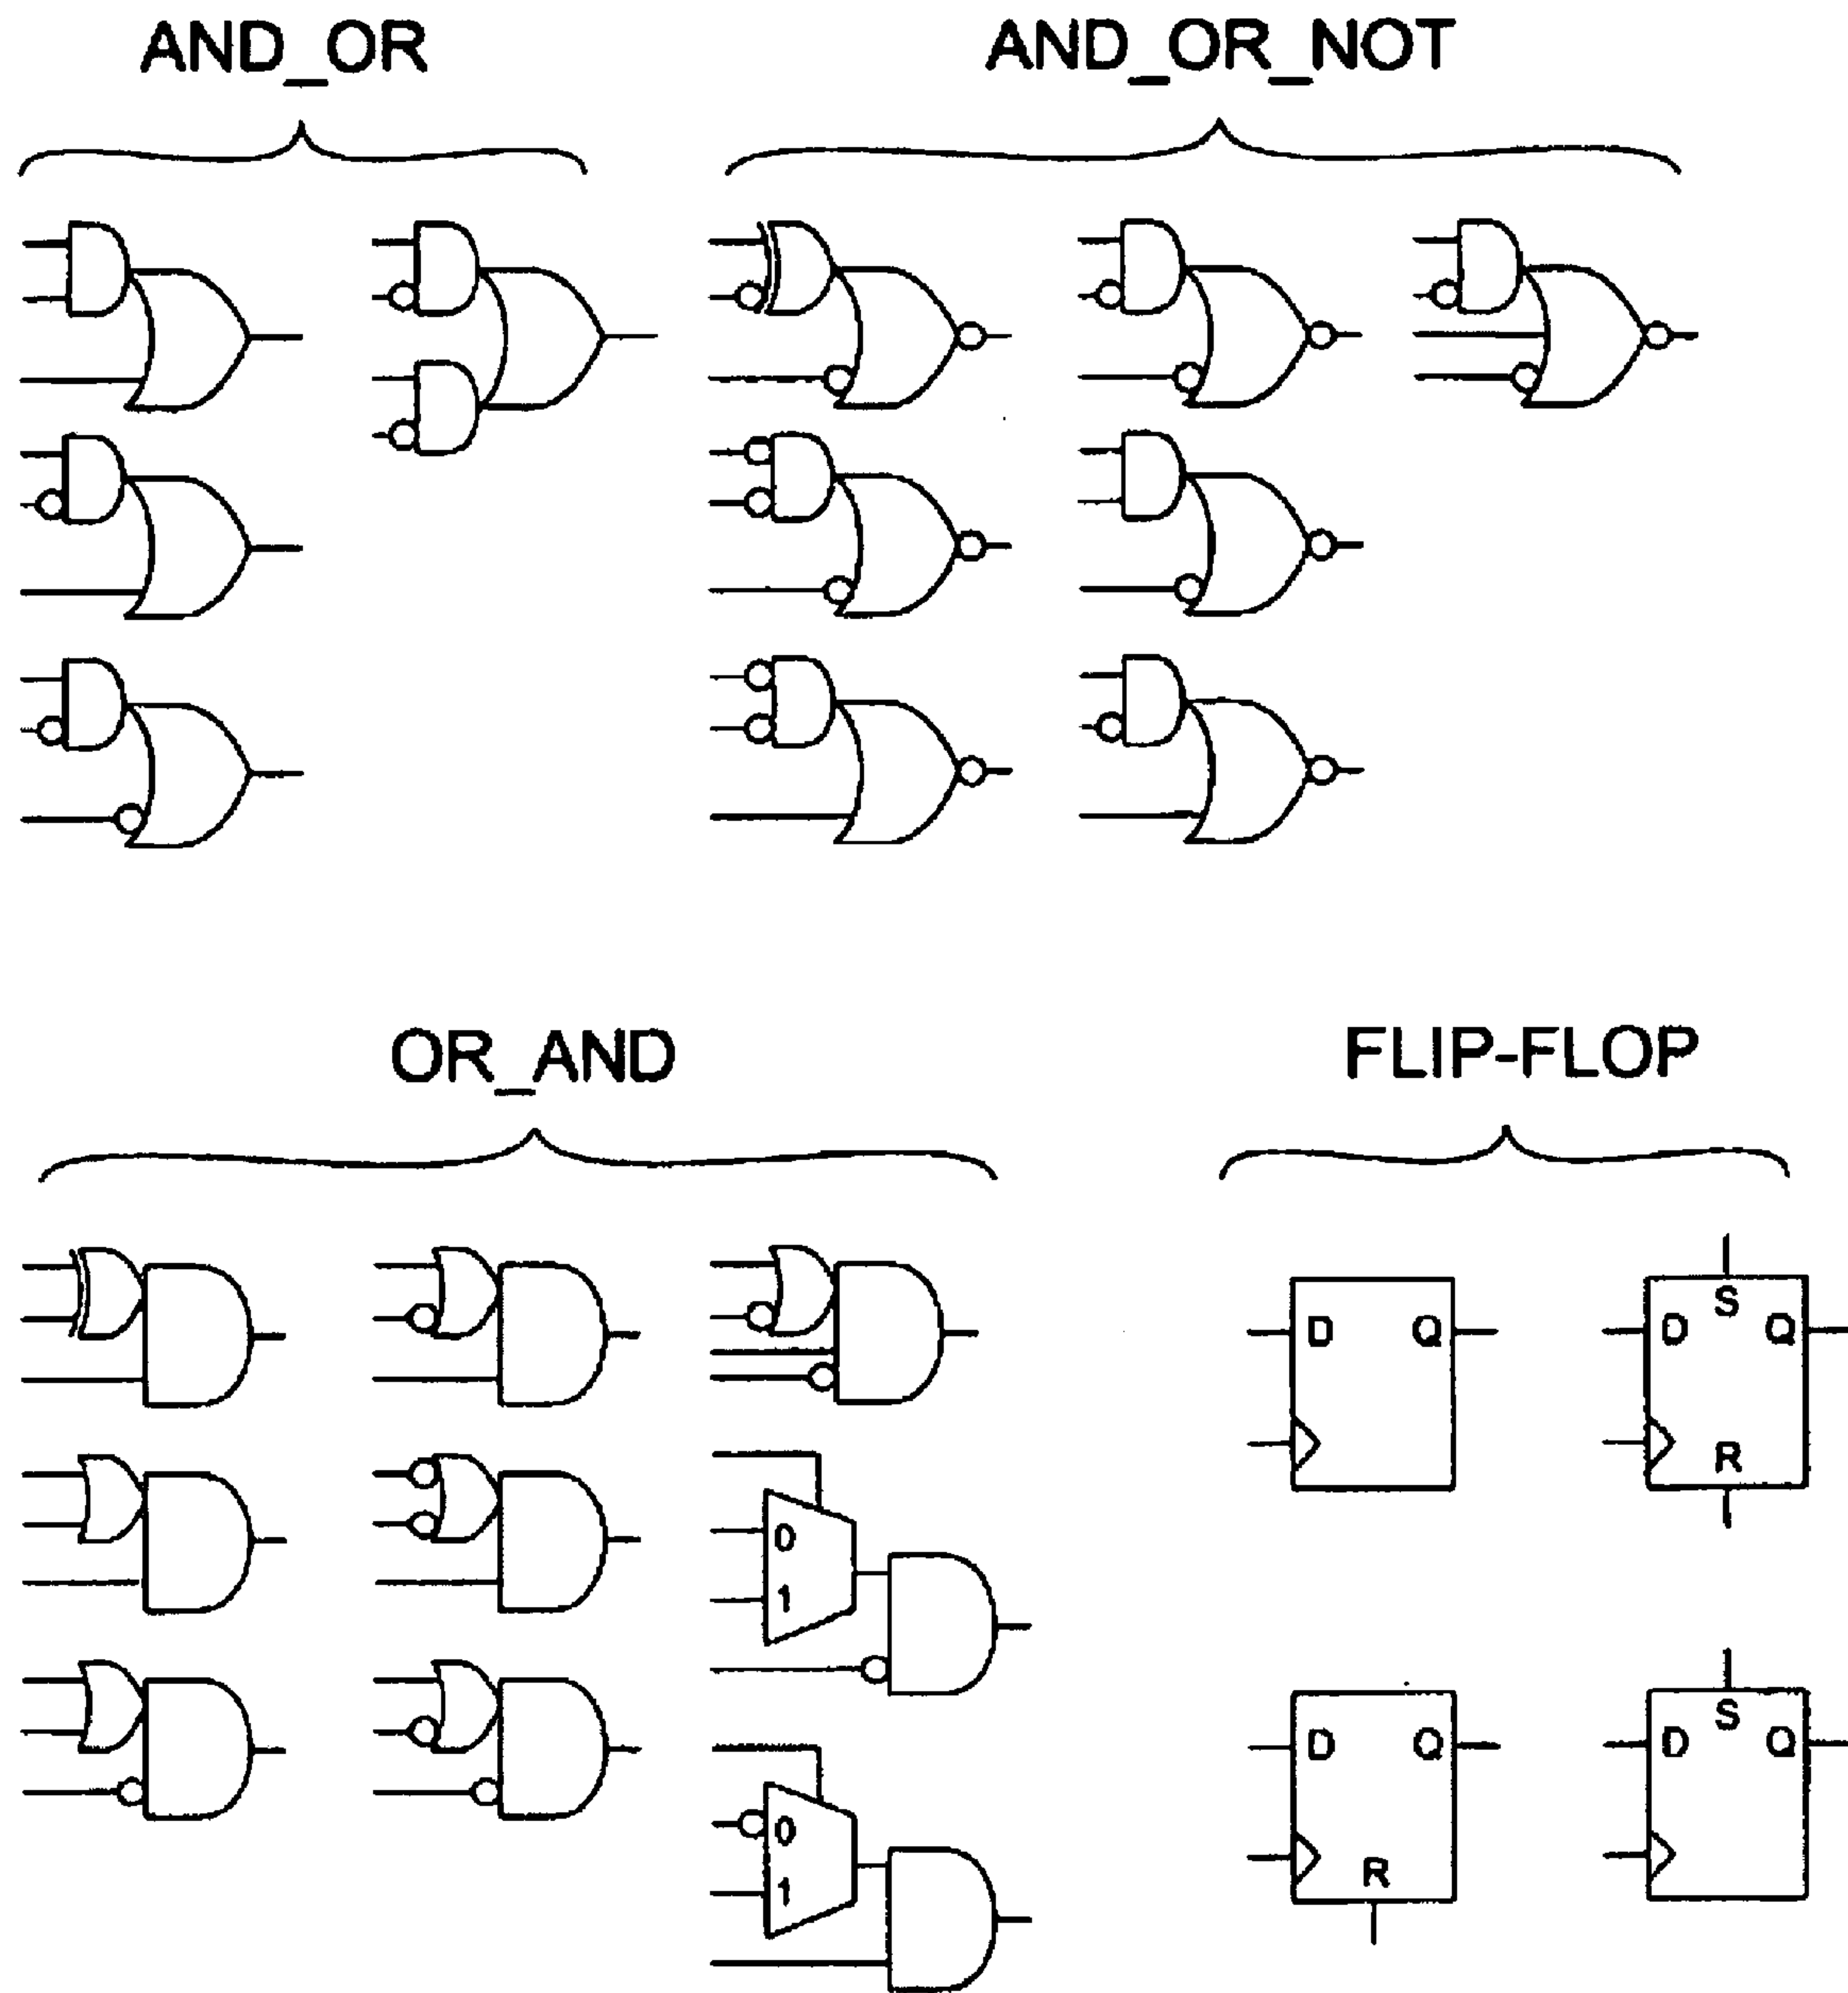 AND_OR
AND_OR_NOT
OR_AND
FLIP-FLOP
D Q
S
D Q
R
0
1
D Q
R
S
D Q
0
1